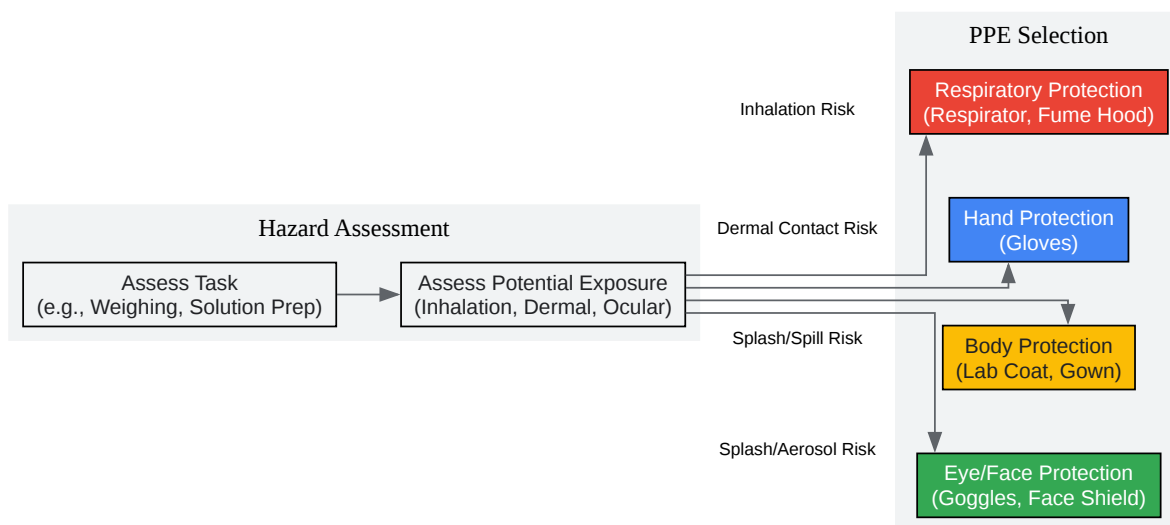 PPE Selection
Respiratory Protection
(Respirator, Fume Hood)
Inhalation Risk
Hand Protection
(Gloves)
Dermal Contact Risk
Hazard Assessment
Assess Task
(e.g., Weighing, Solution Prep)
Assess Potential Exposure
(Inhalation, Dermal, Ocular)
Splash/Spill Risk
Body Protection
(Lab Coat, Gown)
Splash/Aerosol Risk
Eye/Face Protection
(Goggles, Face Shield)